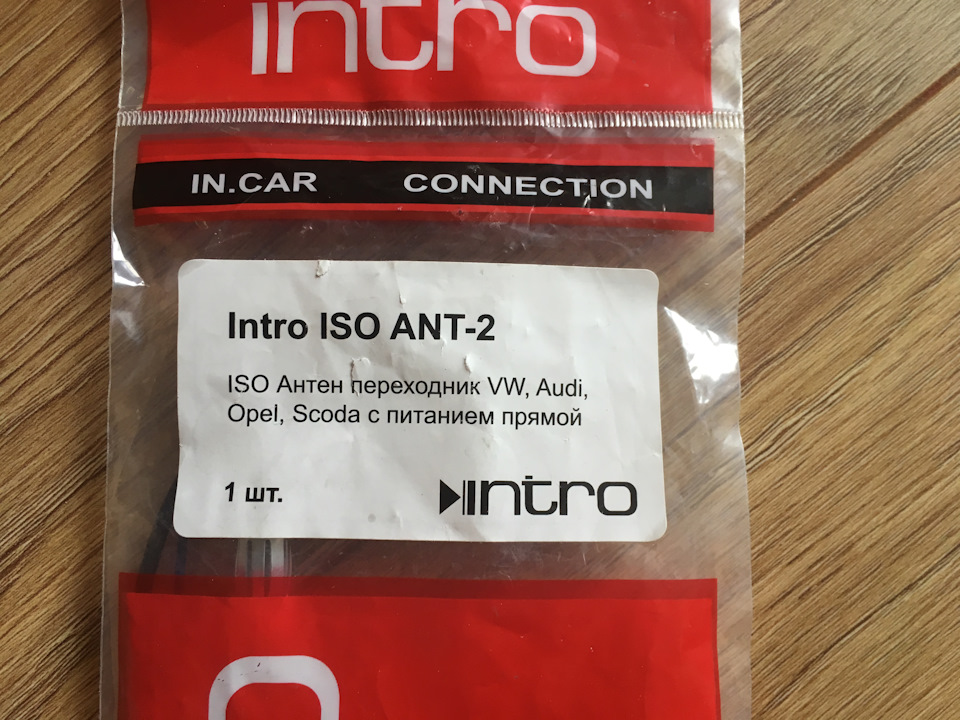 intro
IN.CAR CONNECTION
Intro ISO ANT-2
ISO Антен переходник VW, Audi,
Opel, Scoda с питанием прямой
1 шт.
intro